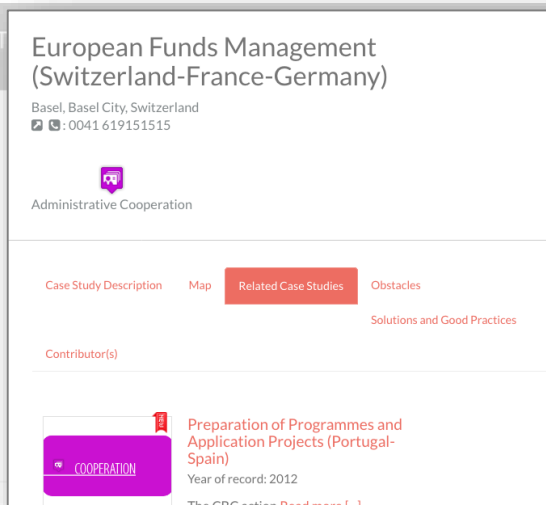 European Funds Management
(Switzerland-France-Germany)
Basel, Basel City, Switzerland
: 0041 619151515
Administrative Cooperation
Case Study Description Map Related Case Studies Obstacles
Solutions and Good Practices
Contributor(s)
Preparation of Programmes and
Application Projects (Portugal-
Spain)
COOPERATION
Year of record: 2012
The CBC action Read more [...]